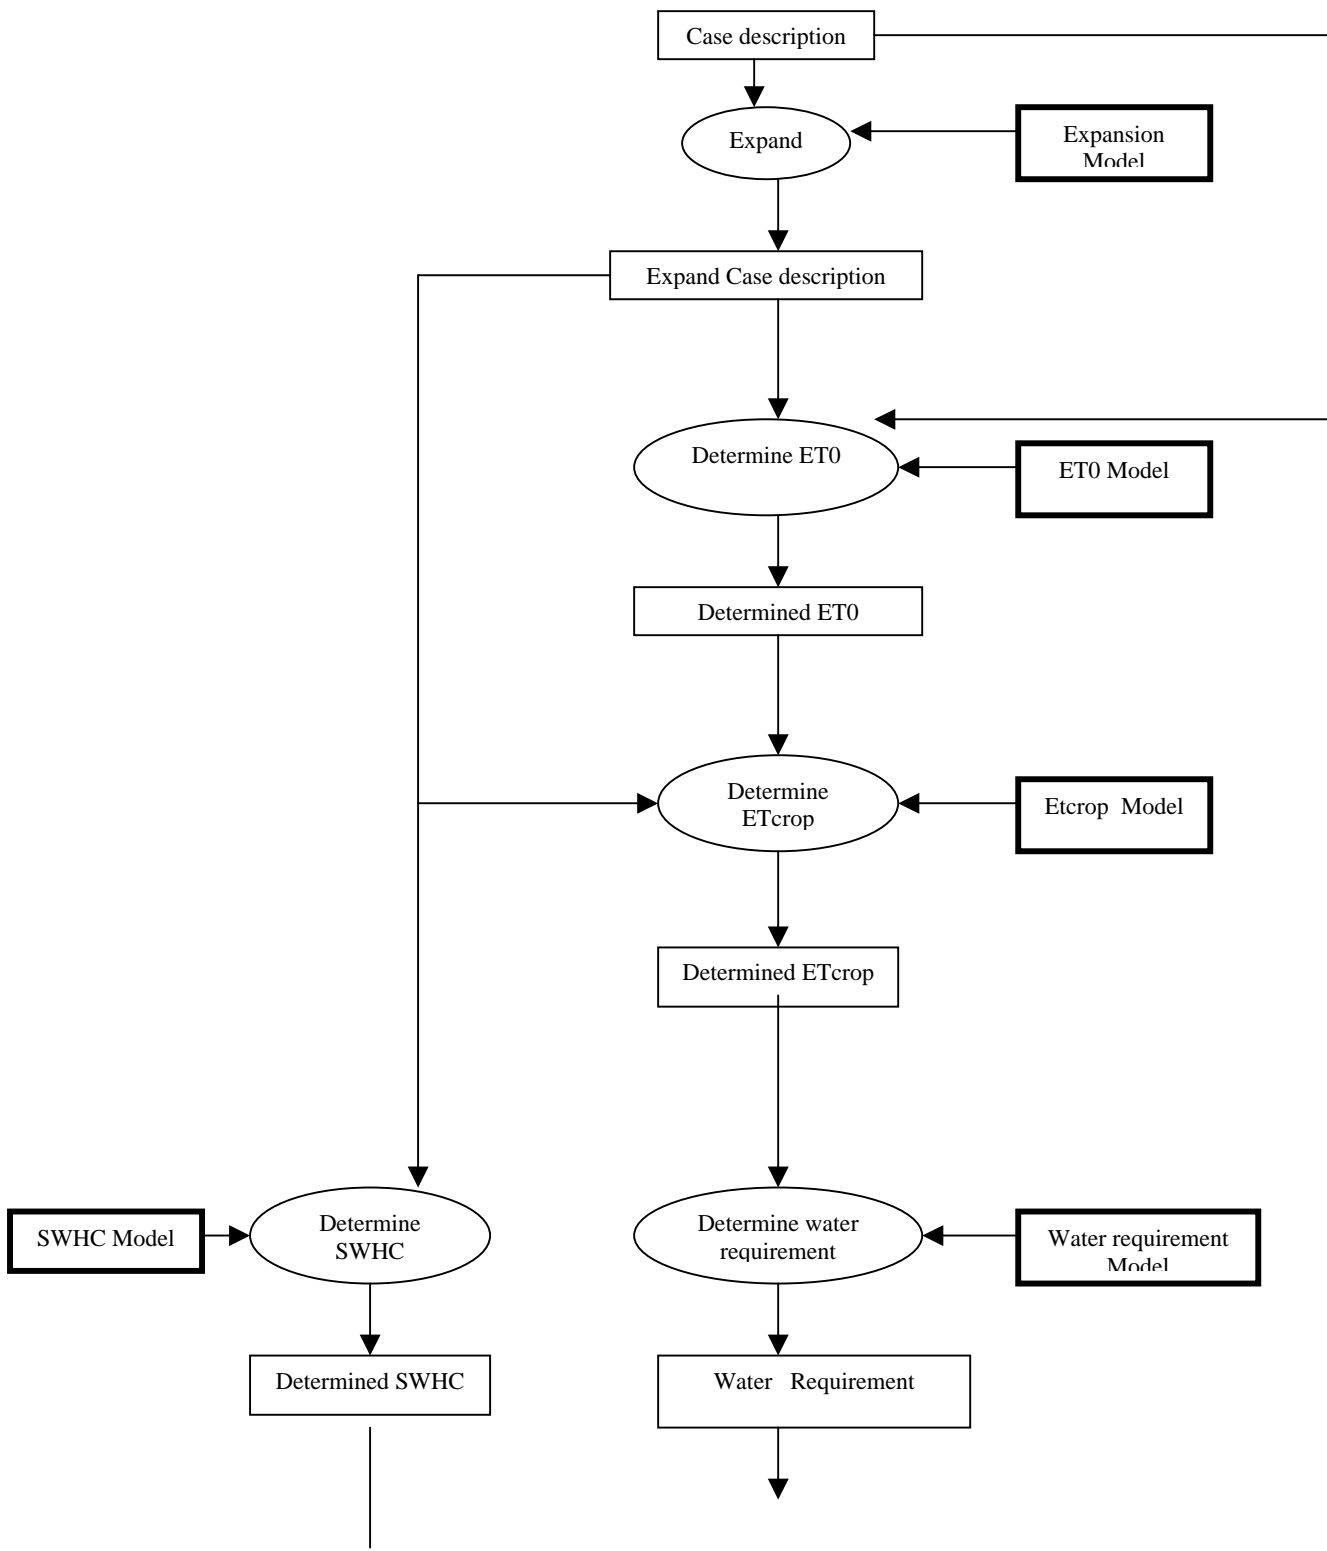 Case description
Expand
Expansion
Model
Expand Case description
Determine ET0
ET0 Model
Determined ET0
Determine
ETcrop
Etcrop Model
Determined ETcrop
SWHC Model
Determine
SWHC
Determine water
requirement
Water requirement
Model
Determined SWHC
Water Requirement